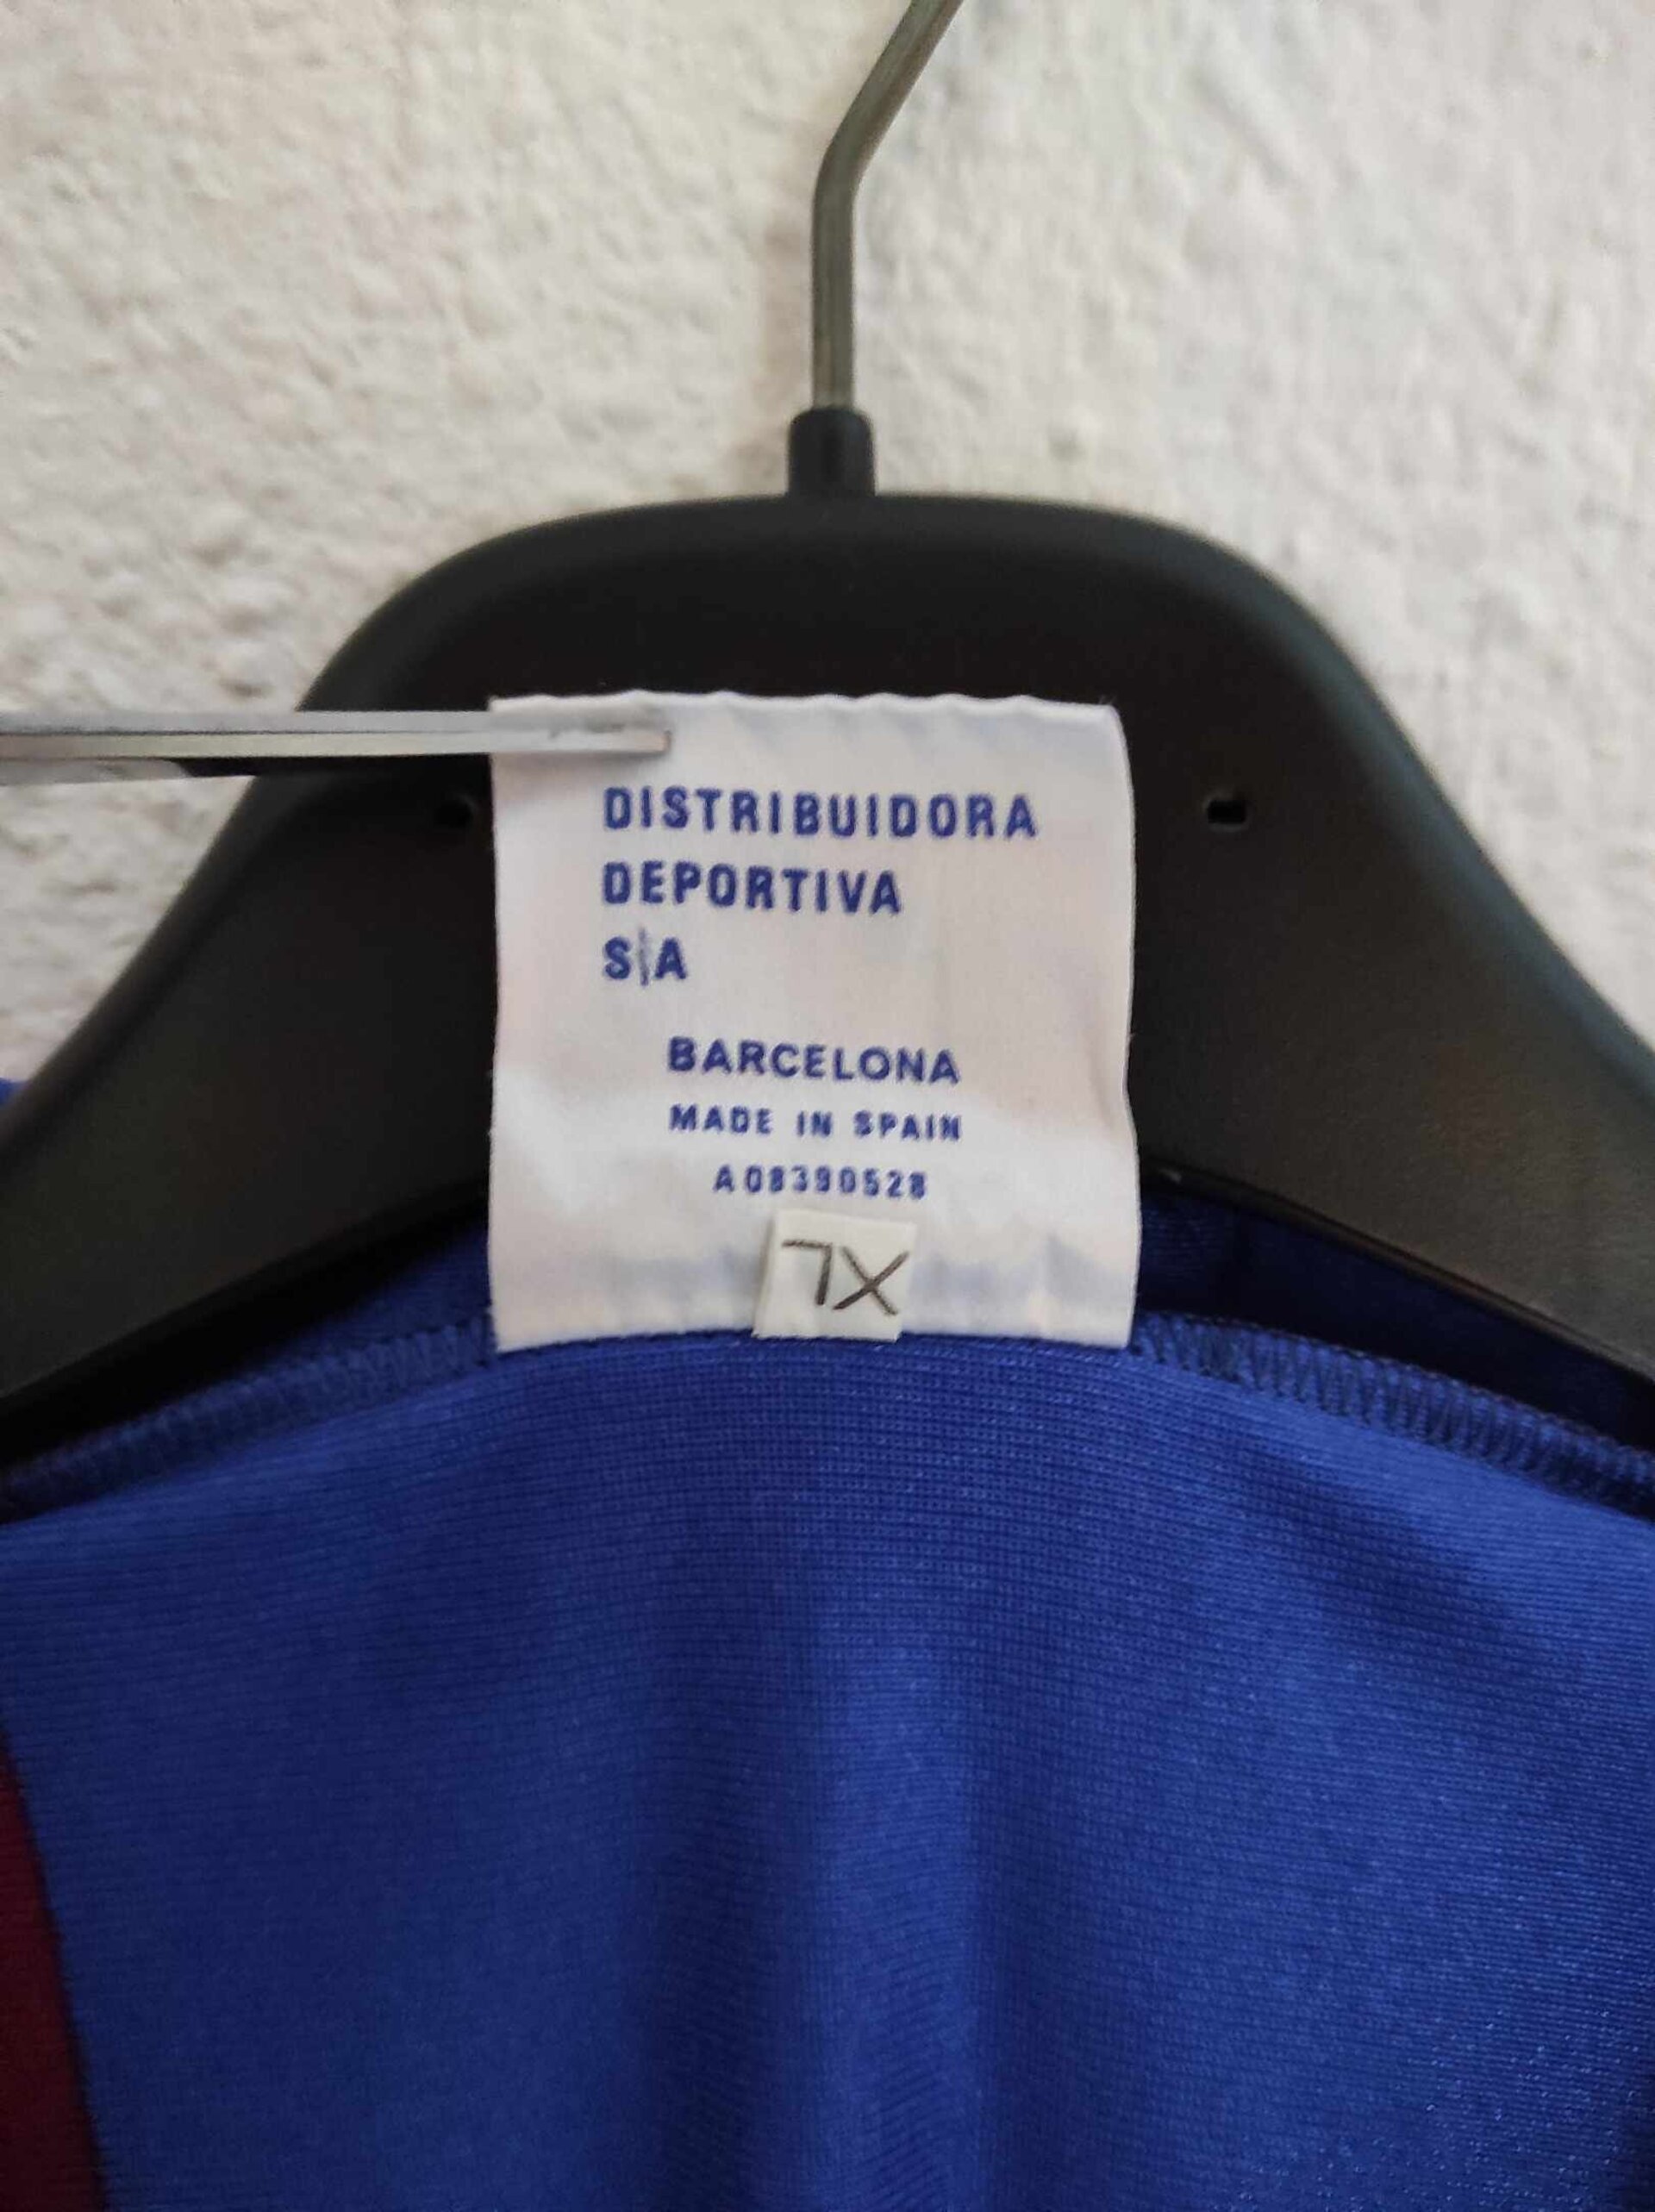 DISTRIBUIDORA
DEPORTIVA
S/A
BARCELONA
MADE IN SPAIN
A08390528
XL